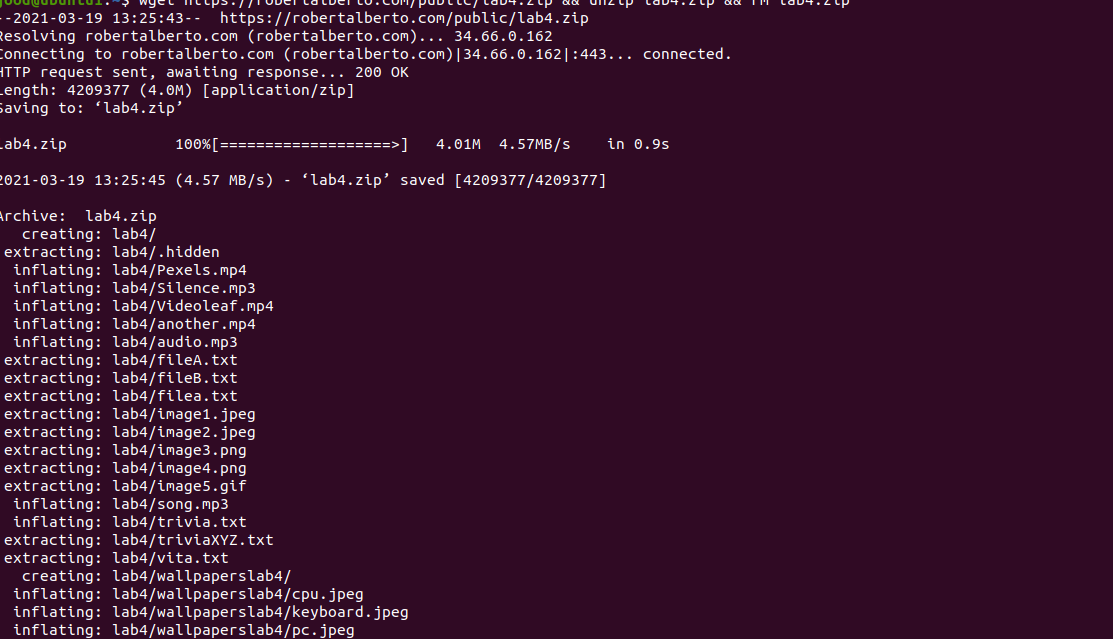 wget https://robertalberto.com/public/lab4.zip && unzip lab4.zip && rm lab4.zip
--2021-03-19 13:25:43--  https://robertalberto.com/public/lab4.zip
Resolving robertalberto.com (robertalberto.com)... 34.66.0.162
Connecting to robertalberto.com (robertalberto.com)|34.66.0.162|:443... connected.
HTTP request sent, awaiting response... 200 OK
Length: 4209377 (4.0M) [application/zip]
Saving to: ‘lab4.zip’
lab4.zip            100%[===================>]   4.01M  4.57MB/s    in 0.9s
2021-03-19 13:25:45 (4.57 MB/s) - ‘lab4.zip’ saved [4209377/4209377]
Archive:  lab4.zip
   creating: lab4/
 extracting: lab4/.hidden
  inflating: lab4/Pexels.mp4
  inflating: lab4/Silence.mp3
  inflating: lab4/Videoleaf.mp4
  inflating: lab4/another.mp4
  inflating: lab4/audio.mp3
 extracting: lab4/fileA.txt
 extracting: lab4/fileB.txt
 extracting: lab4/filea.txt
 extracting: lab4/image1.jpeg
 extracting: lab4/image2.jpeg
 extracting: lab4/image3.png
 extracting: lab4/image4.png
 extracting: lab4/image5.gif
  inflating: lab4/song.mp3
  inflating: lab4/trivia.txt
 extracting: lab4/triviaXYZ.txt
 extracting: lab4/vita.txt
   creating: lab4/wallpaperslab4/
  inflating: lab4/wallpaperslab4/cpu.jpeg
  inflating: lab4/wallpaperslab4/keyboard.jpeg
  inflating: lab4/wallpaperslab4/pc.jpeg